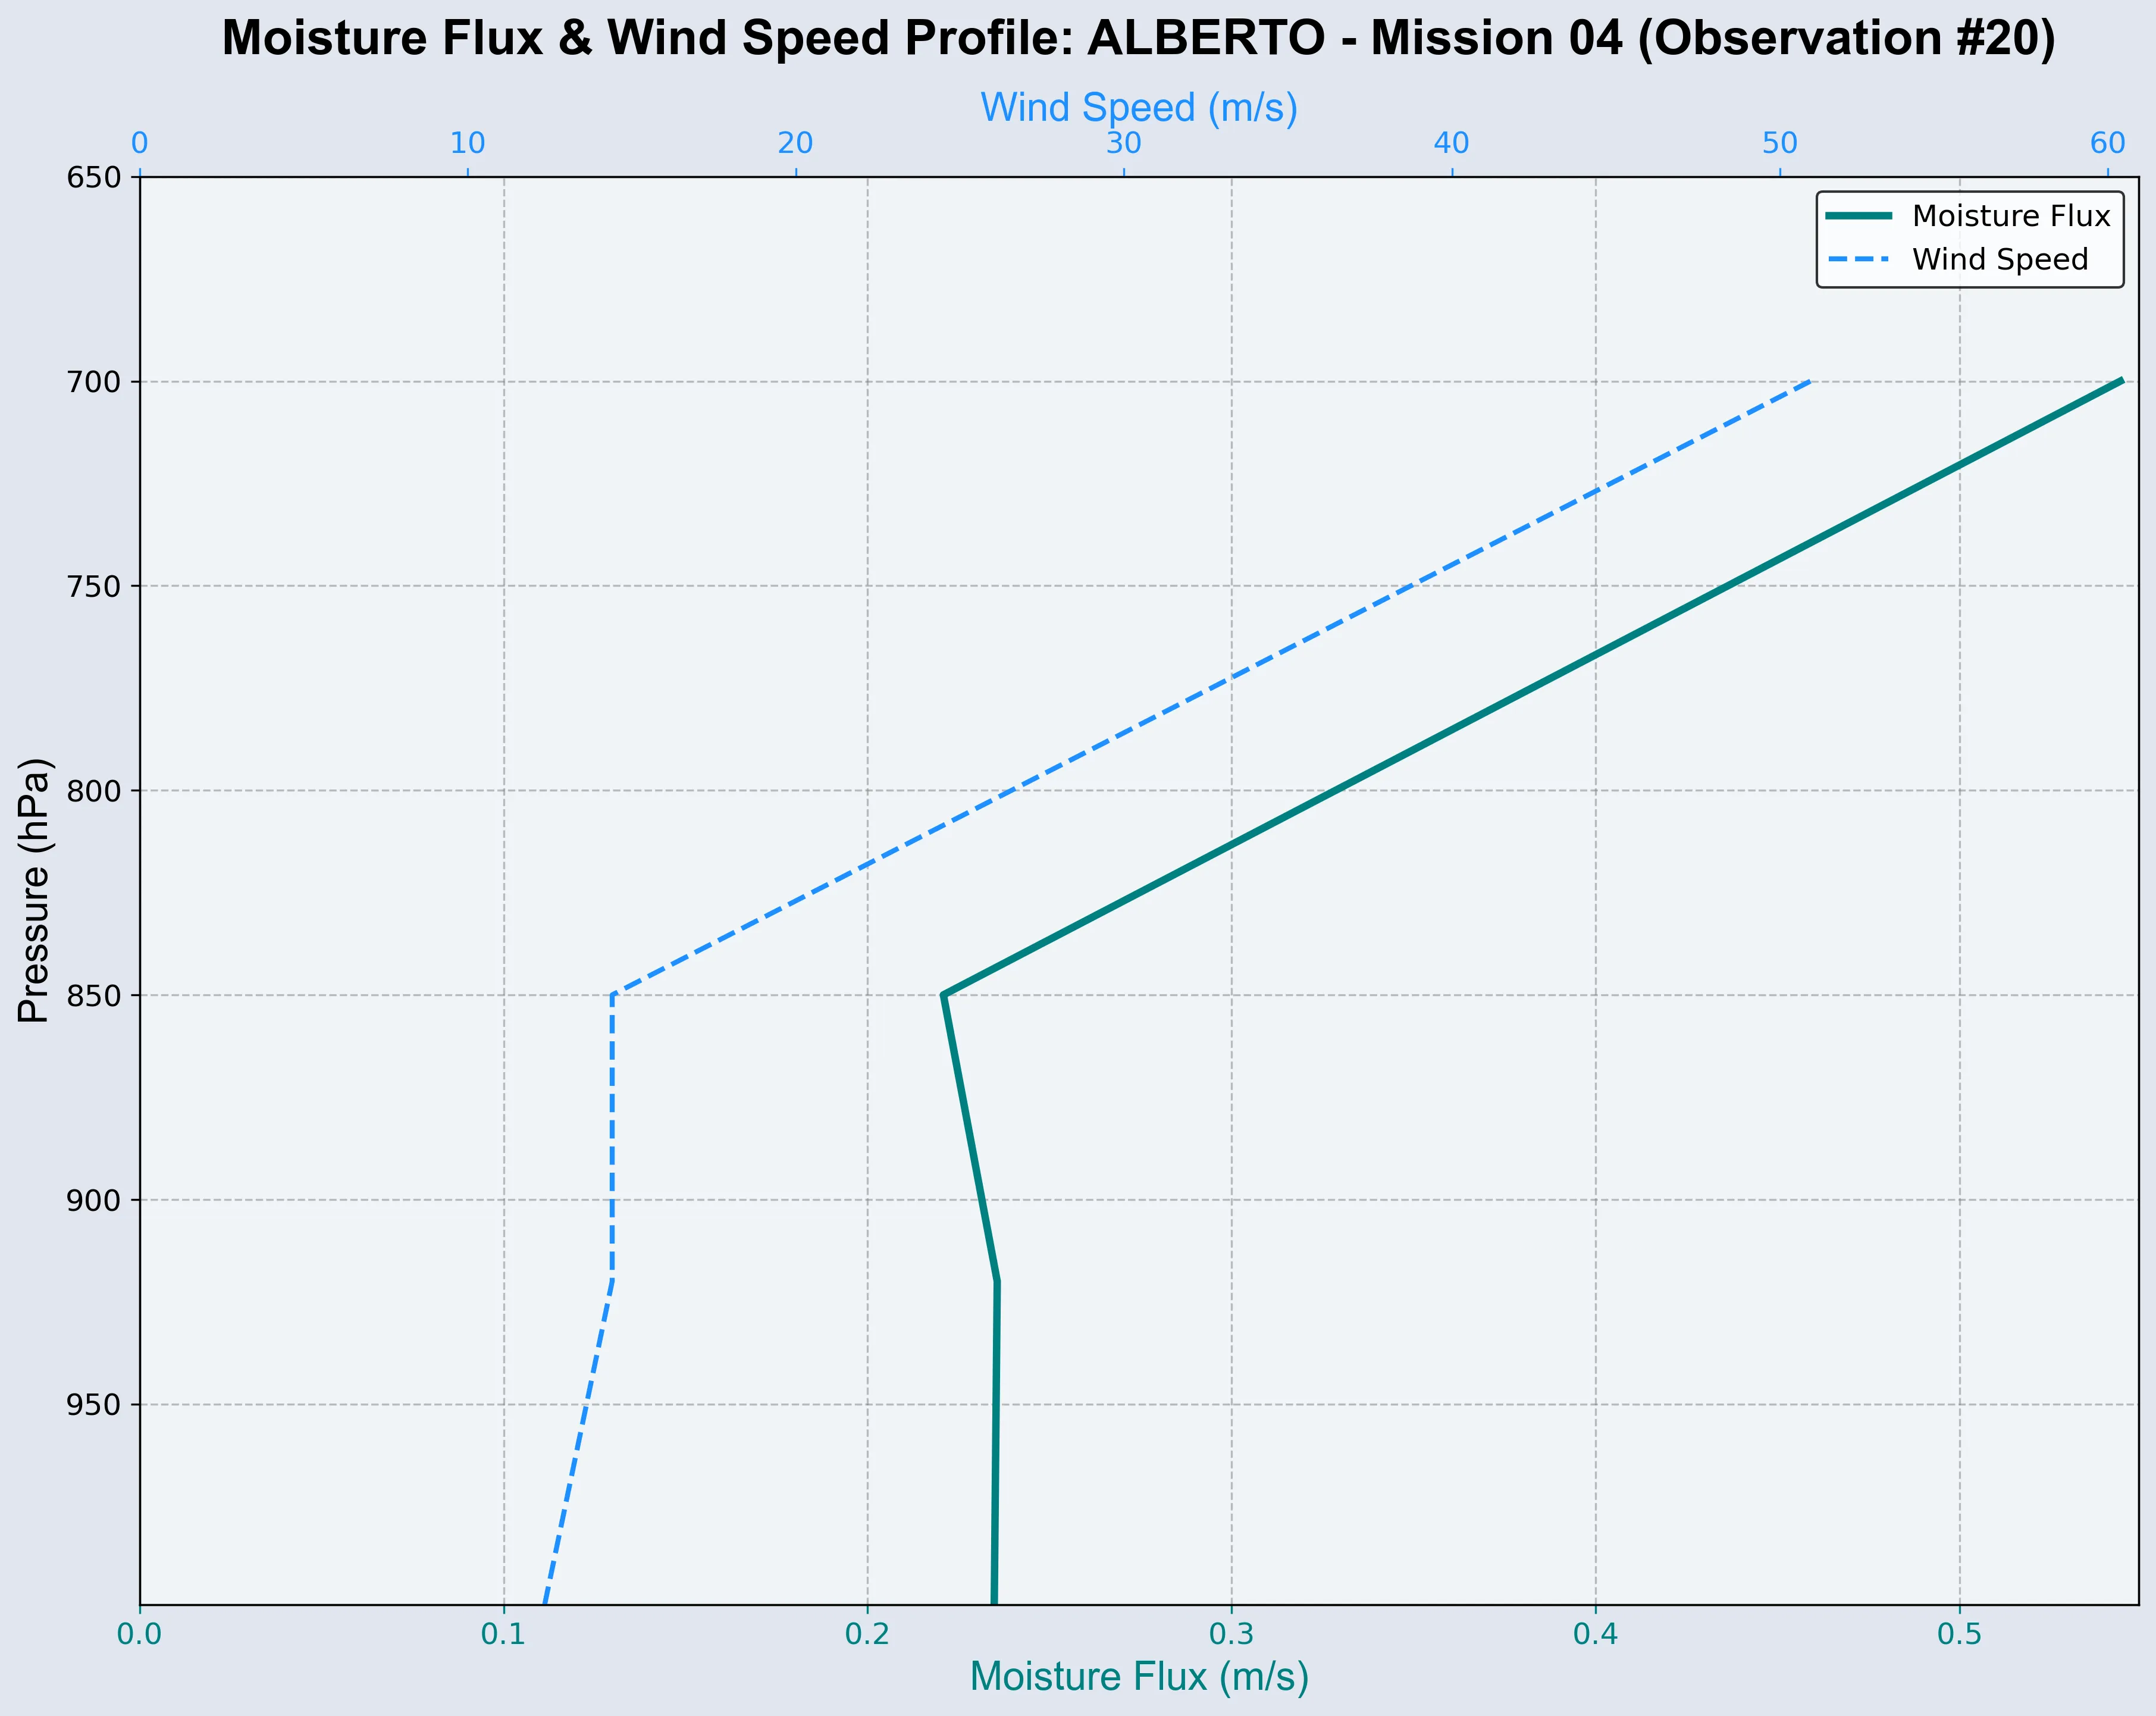 Moisture Flux & Wind Speed Profile: ALBERTO - Mission 04 (Observation #20)
Wind Speed (m/s)
0 10 20 30 40 50 60
Moisture Flux
Wind Speed
Pressure (hPa)
650
700
750
800
850
900
950
0.0 0.1 0.2 0.3 0.4 0.5
Moisture Flux (m/s)